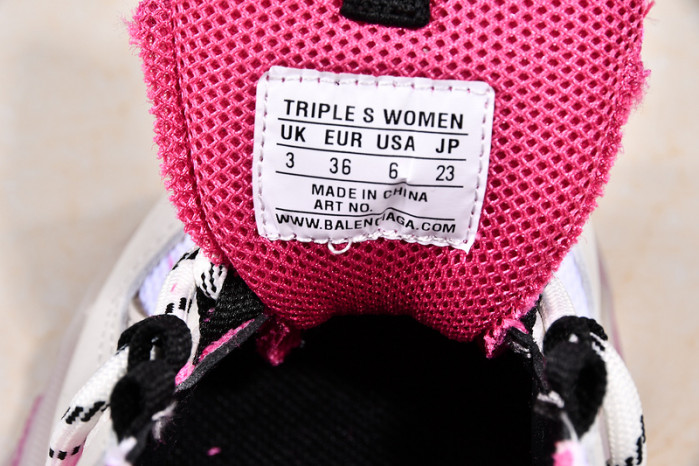 TRIPLE S WOMEN
UK EUR USA JP
3 36 6 23
MADE IN CHINA
ART NO.
WWW.BALENCIAGA.COM